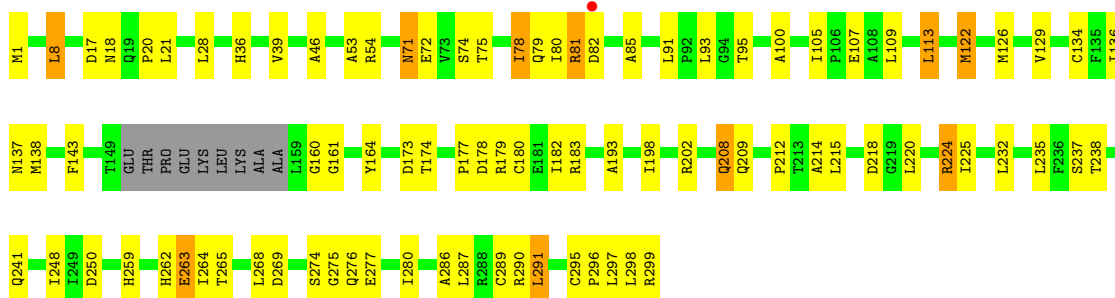 M1 L8 D17 N18 Q19 P20 L21 L28 H36 V39 A46 A53 R54 N71 E72 V73 S74 T75 I78 Q79 I80 R81 D82 A85 L91 P92 L93 G94 T95 A100 I105 P106 E107 A108 L109 L113 M122 M126 V129 C134 F135 I136
N137 M138 F143 T149 GLU THR PRO GLU LYS LEU LYS ALA ALA L159 G160 G161 Y164 D173 T174 P177 D178 R179 C180 E181 I182 R183 A193 I198 R202 Q208 Q209 P212 T213 A214 L215 D218 G219 L220 R224 I225 L232 L235 F236 S237 T238
Q241 I248 I249 D250 H259 H262 E263 I264 T265 L268 D269 S274 G275 Q276 E277 I280 A286 L287 R288 C289 R290 L291 C295 P296 L297 L298 R299